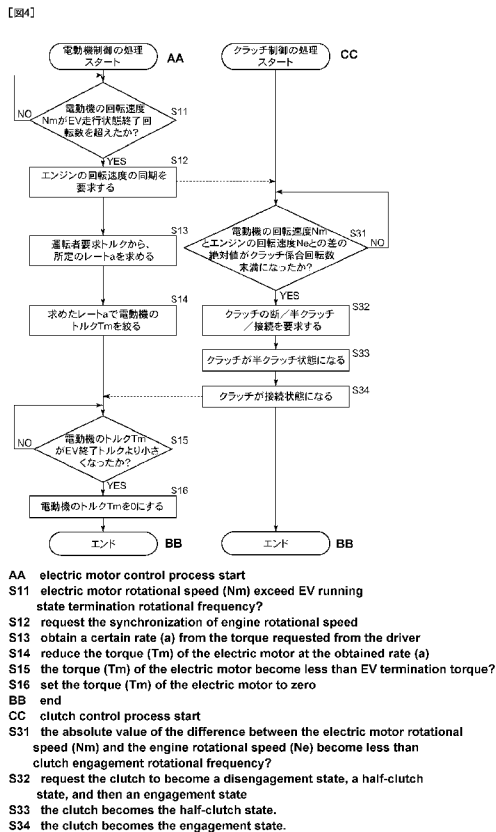 [図4]
電動機制御の処理
スタート
AA
NO
電動機の回転速度
NmがEV走行状態終了回
転数を超えたか?
S11
YES
S12
エンジンの回転速度の同期を
要求する
S13
運転者要求トルクから、
所定のレートaを求める
S14
求めたレートaで電動機の
トルクTmを絞る
NO
電動機のトルクTm
がEV終了トルクより小さ
くなったか?
S15
YES
S16
電動機のトルクTmを0にする
エンド
BB
クラッチ制御の処理
スタート
CC
電動機の回転速度Nm
とエンジンの回転速度Neとの差の
絶対値がクラッチ係合回転数
未満になったか?
S31
NO
YES
S32
クラッチの断/半クラッチ
/接続を要求する
S33
クラッチが半クラッチ状態になる
S34
クラッチが接続状態になる
エンド
BB
AA electric motor control process start
S11 electric motor rotational speed (Nm) exceed EV running
state termination rotational frequency?
S12 request the synchronization of engine rotational speed
S13 obtain a certain rate (a) from the torque requested from the driver
S14 reduce the torque (Tm) of the electric motor at the obtained rate (a)
S15 the torque (Tm) of the electric motor become less than EV termination torque?
S16 set the torque (Tm) of the electric motor to zero
BB end
CC clutch control process start
S31 the absolute value of the difference between the electric motor rotational
speed (Nm) and the engine rotational speed (Ne) become less than
clutch engagement rotational frequency?
S32 request the clutch to become a disengagement state, a half-clutch
state, and then an engagement state
S33 the clutch becomes the half-clutch state.
S34 the clutch becomes the engagement state.